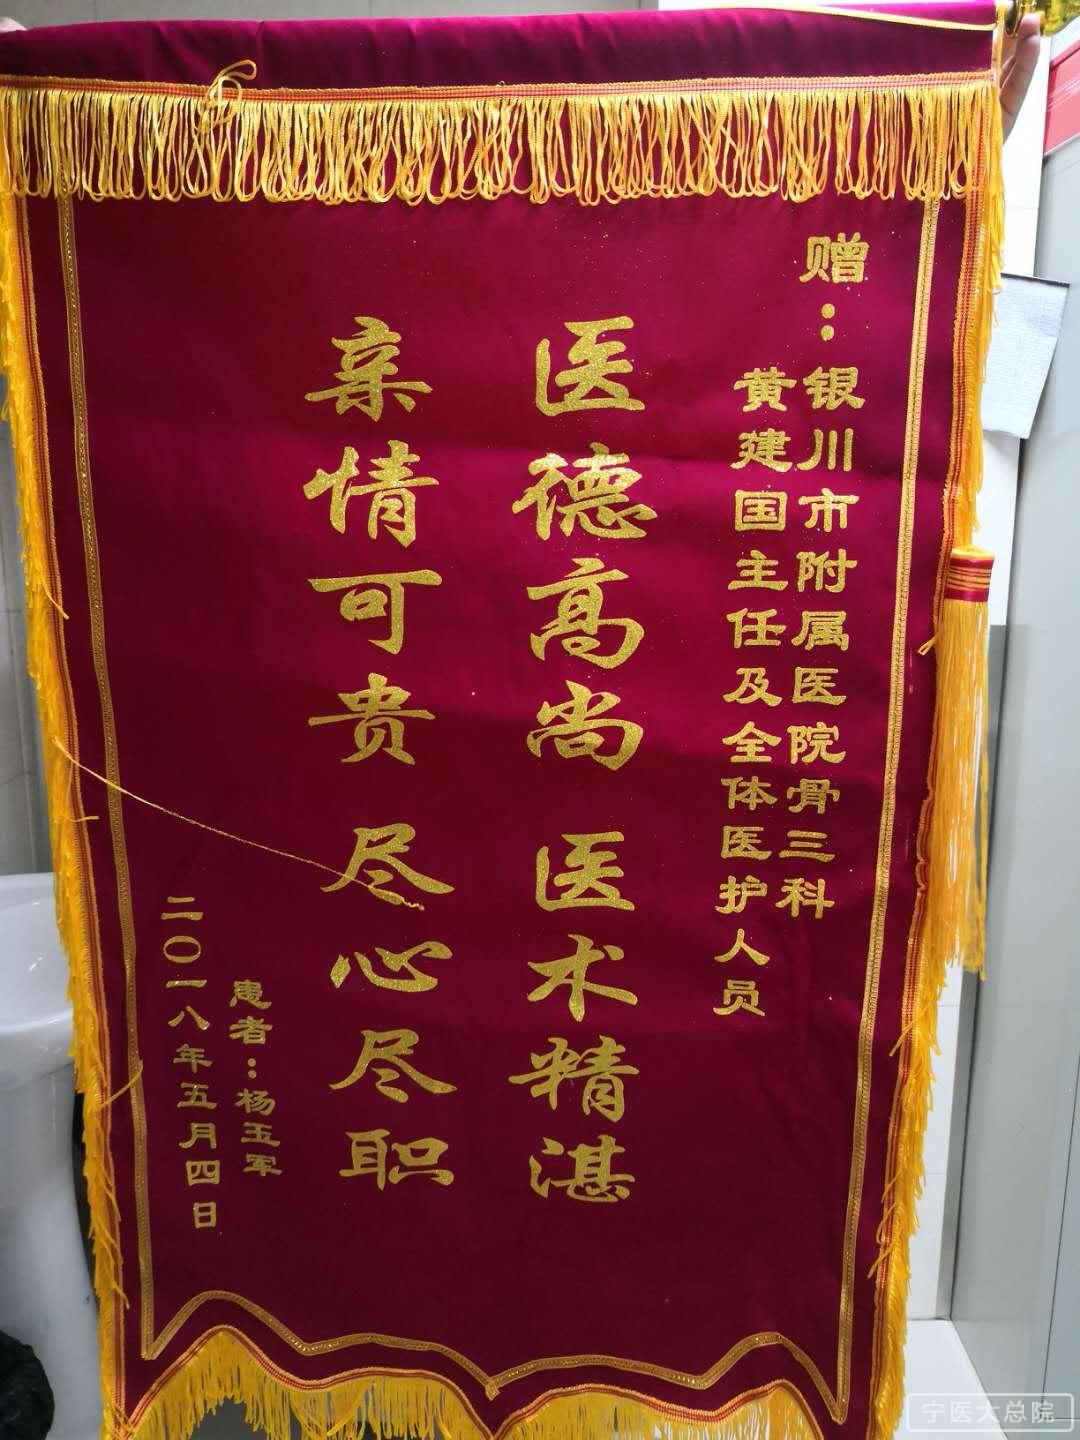 赠：银川市附属医院骨三科
黄建国主任及全体医护人员
医德高尚 医术精湛
亲情可贵 尽心尽职
患者：杨玉军
二〇一八年五月四日
宁医大总院